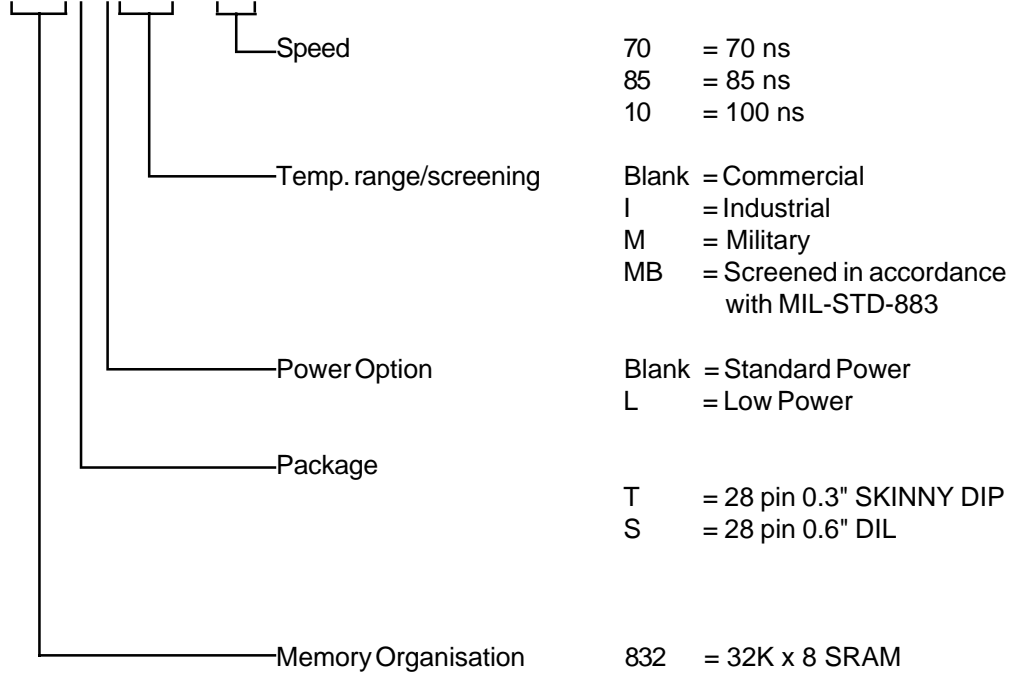 Speed 70 = 70 ns
85 = 85 ns
10 = 100 ns
Temp. range/screening Blank = Commercial
I = Industrial
M = Military
MB = Screened in accordance
with MIL-STD-883
Power Option Blank = Standard Power
L = Low Power
Package
T = 28 pin 0.3" SKINNY DIP
S = 28 pin 0.6" DIL
Memory Organisation 832 = 32K x 8 SRAM